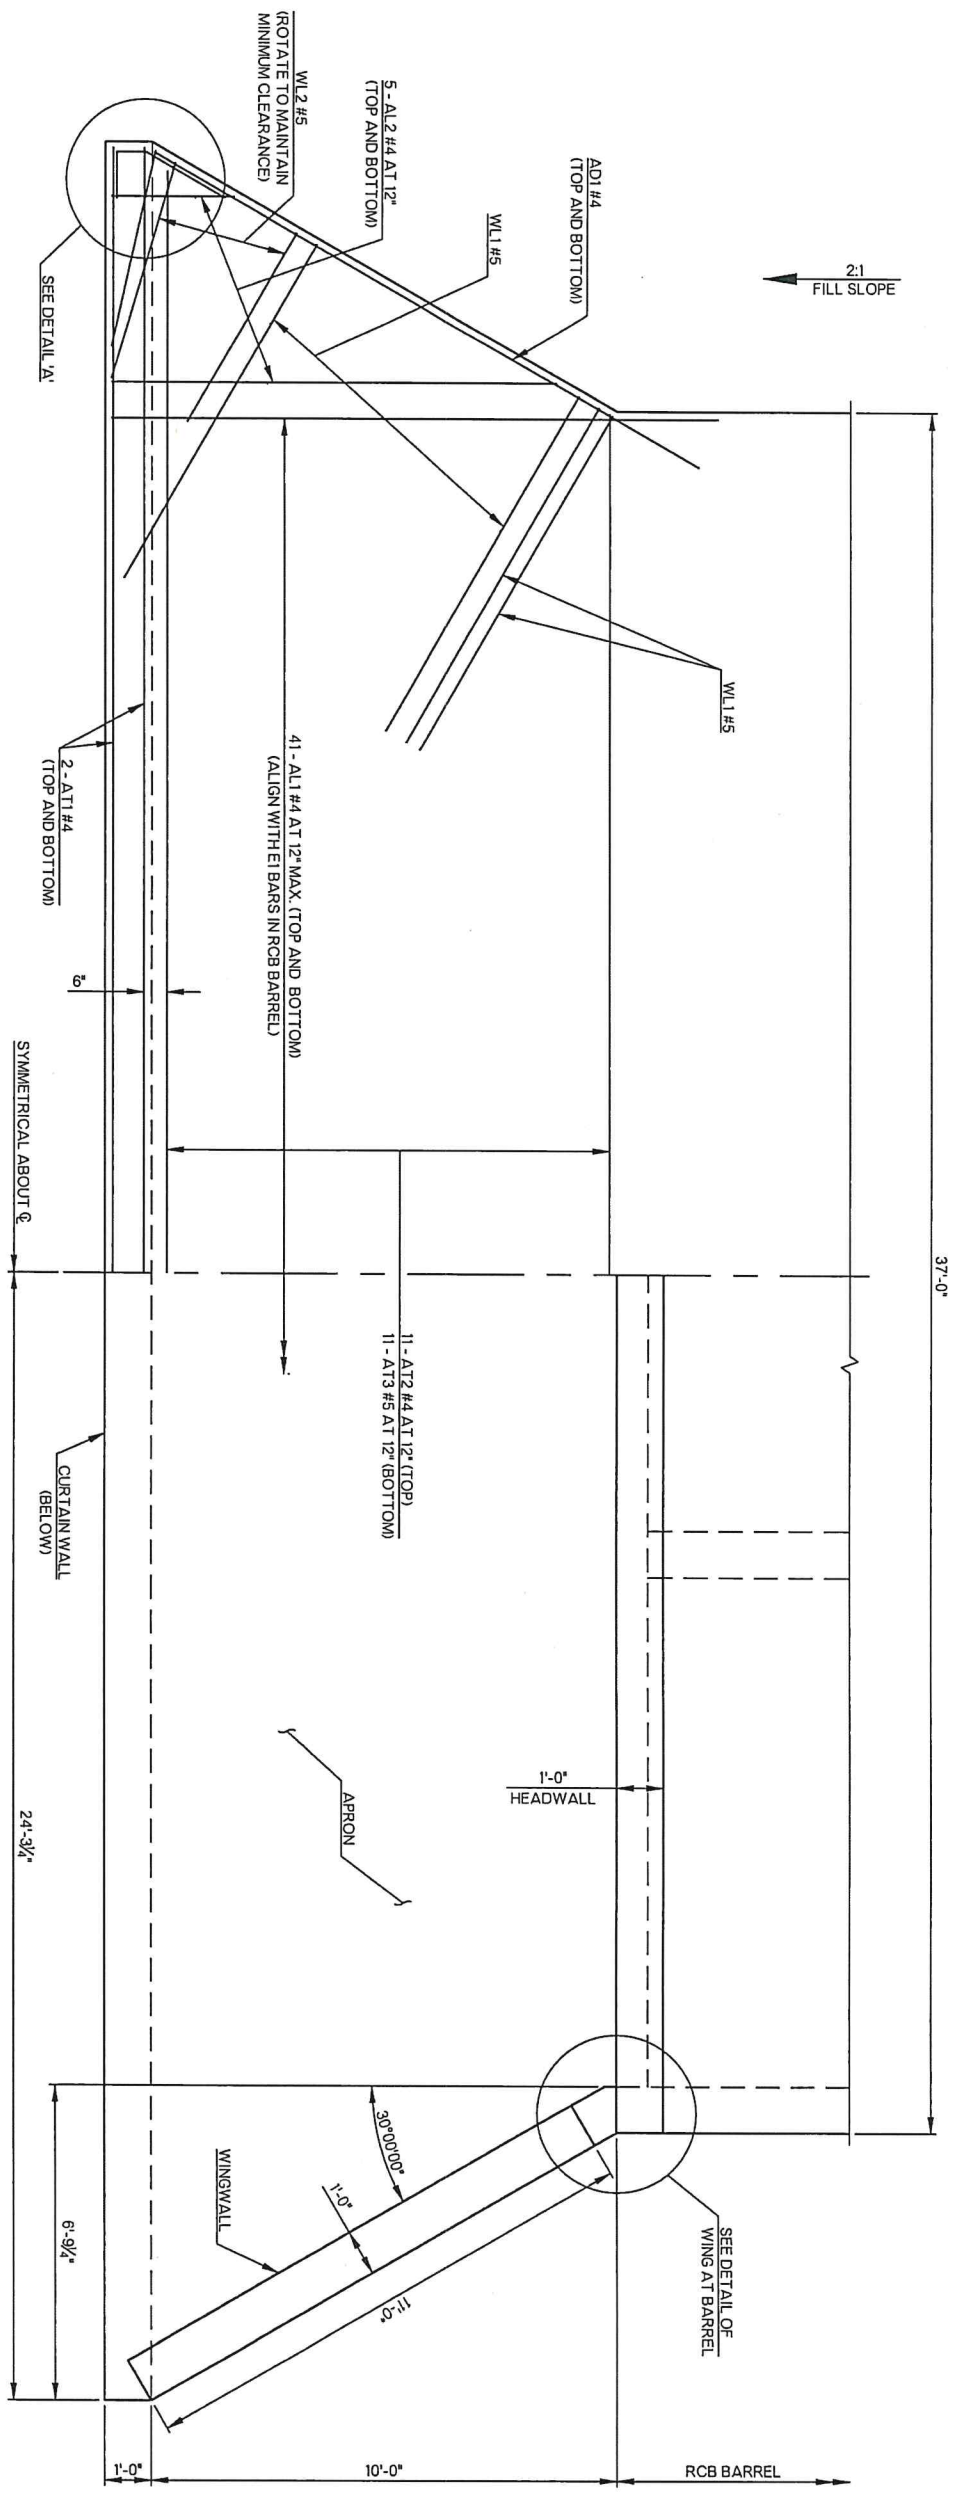 WL2 #5
(ROTATE TO MAINTAIN
MINIMUM CLEARANCE)
5 - AL2 #4 AT 12"
(TOP AND BOTTOM)
WL1 #5
AD1 #4
(TOP AND BOTTOM)
2:1
FILL SLOPE
SEE DETAIL 'A'
WL1 #5
2 - AT1 #4
(TOP AND BOTTOM)
41 - AL1 #4 AT 12" MAX. (TOP AND BOTTOM)
(ALIGN WITH E1 BARS IN RCB BARREL)
6"
SYMMETRICAL ABOUT ℄
37'-0"
11 - AT2 #4 AT 12" (TOP)
11 - AT3 #5 AT 12" (BOTTOM)
CURTAIN WALL
(BELOW)
APRON
1'-0"
HEADWALL
24'-3¼"
30°00'00"
WINGWALL
1'-0"
11'-0"
6'-9¼"
SEE DETAIL OF
WING AT BARREL
1'-0"
10'-0"
RCB BARREL